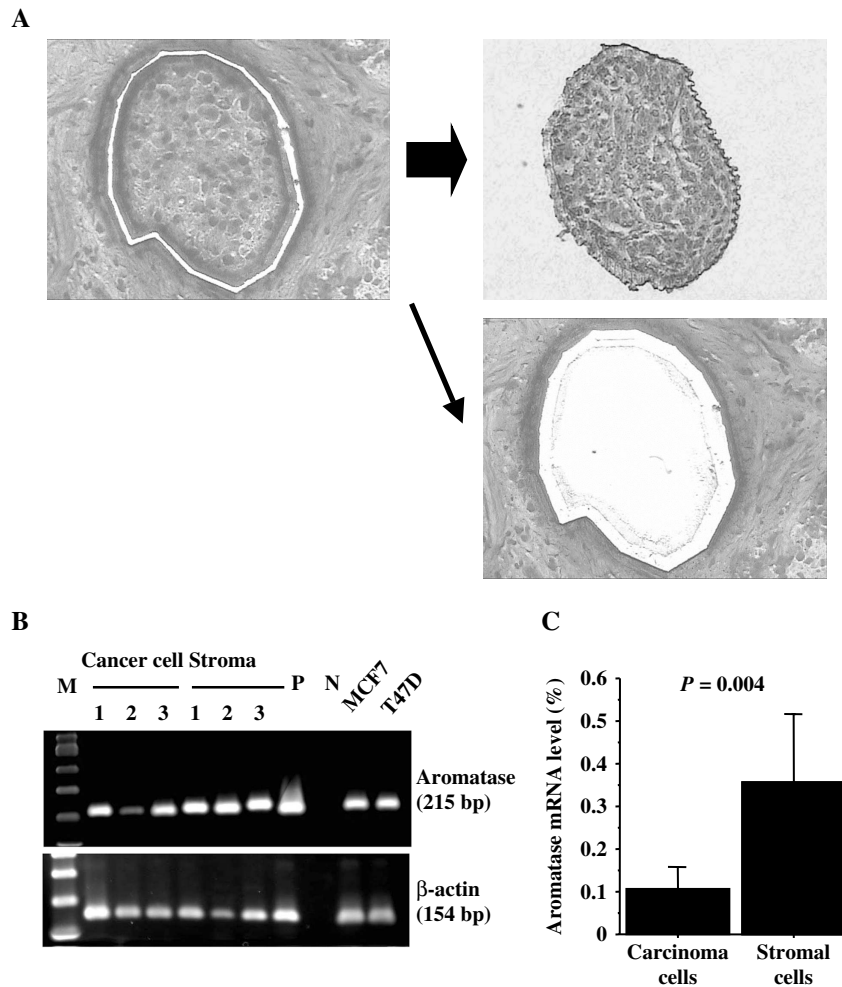 A
B
Cancer cell Stroma
M
P
N
MCF7
T47D
1 2 3 1 2 3
Aromatase
(215 bp)
β-actin
(154 bp)
C
P = 0.004
Aromatase mRNA level (%)
0.6
0.5
0.4
0.3
0.2
0.1
0
Carcinoma
cells
Stromal
cells